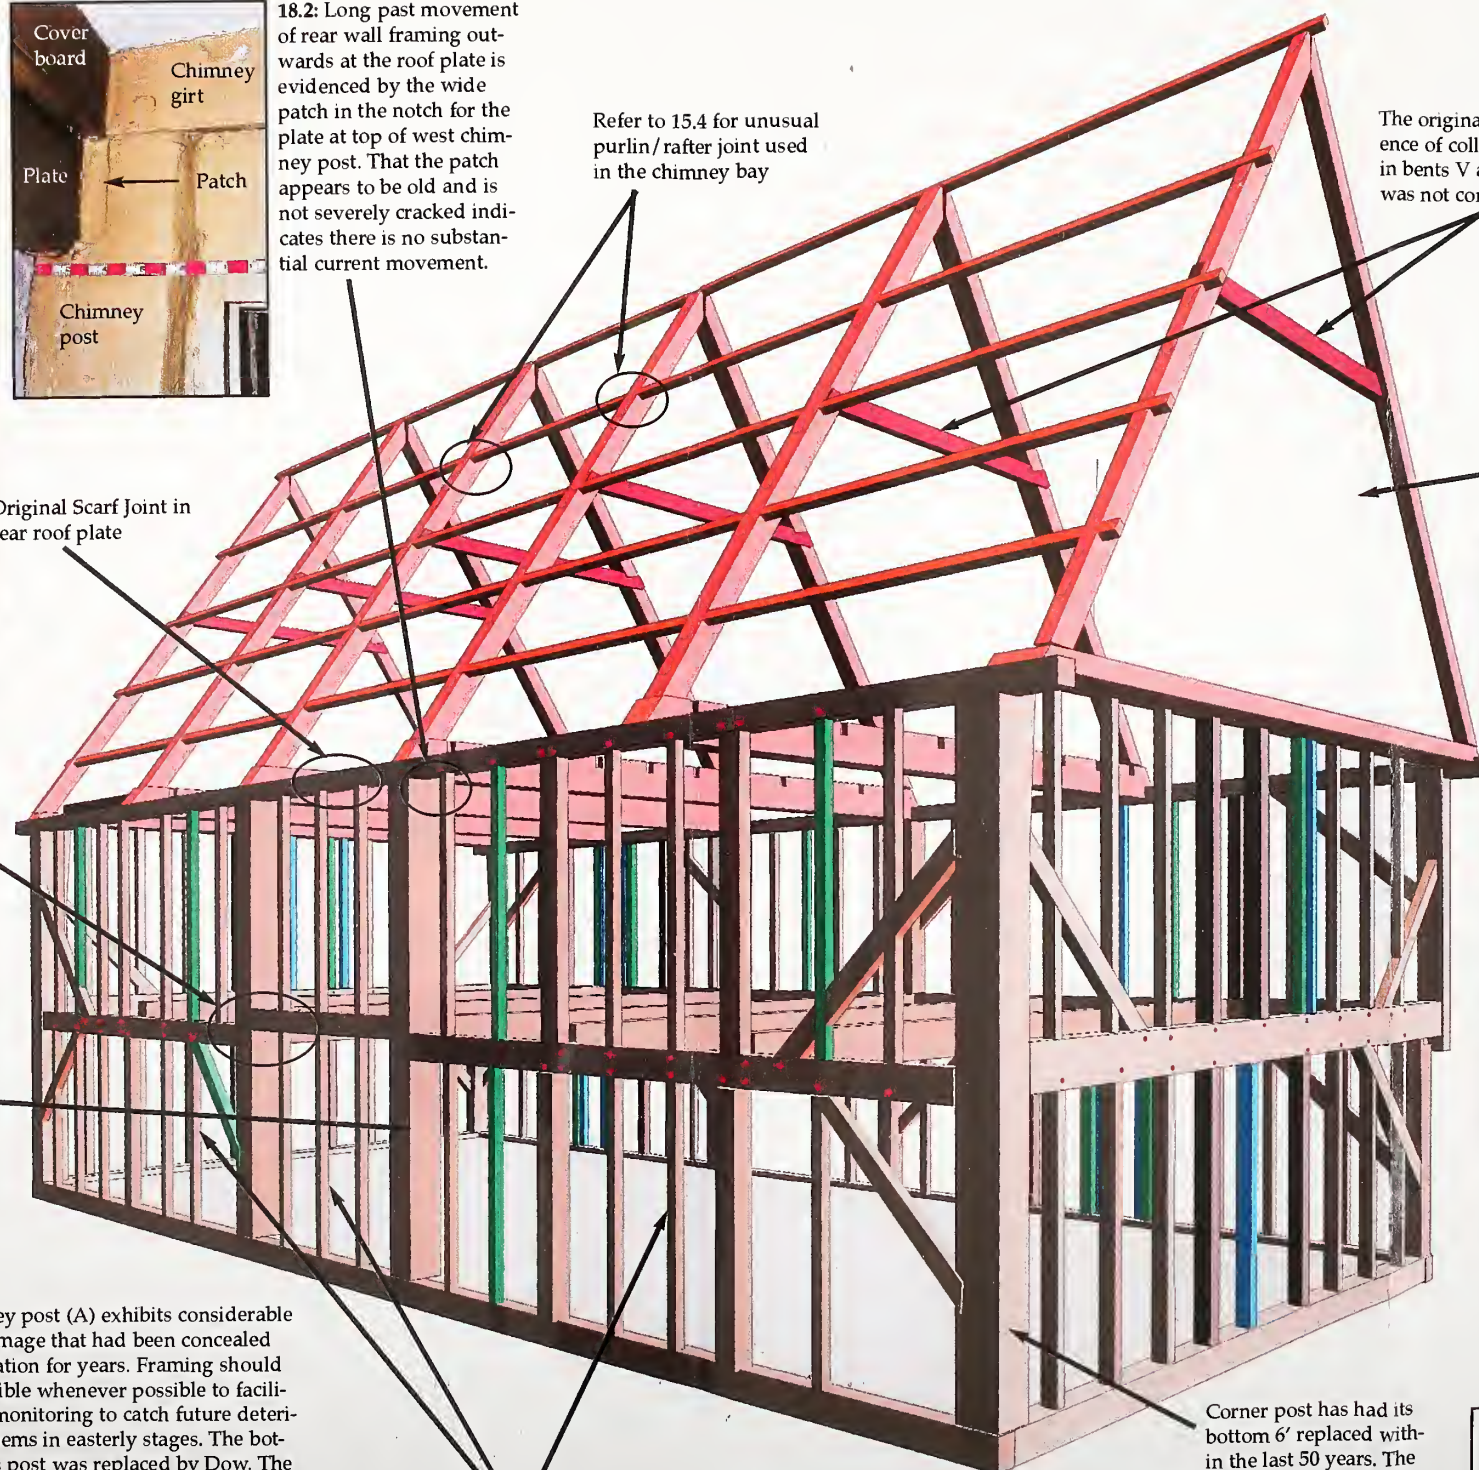 Cover
board
Chimney
girt
Plate
Patch
Chimney
post
18.2: Long past movement
of rear wall framing out-
wards at the roof plate is
evidenced by the wide
patch in the notch for the
plate at top of west chim-
ney post. That the patch
appears to be old and is
not severely cracked indi-
cates there is no substan-
tial current movement.
Refer to 15.4 for unusual
purlin/rafter joint used
in the chimney bay
The origina
ence of coll
in bents V a
was not con
Original Scarf Joint in
ear roof plate
ey post (A) exhibits considerable
mage that had been concealed
ation for years. Framing should
ible whenever possible to facili-
monitoring to catch future deteri-
ems in easterly stages. The bot-
s post was replaced by Dow. The
Corner post has had its
bottom 6' replaced with-
in the last 50 years. The